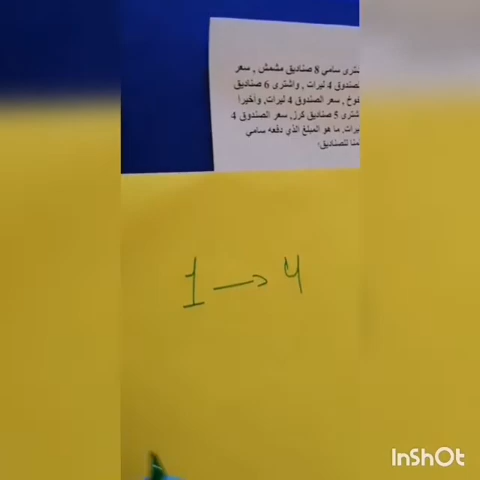 شترى سامي 8 صناديق مشمش , سعر
لصندوق 4 ليرات , واشترى 6 صناديق
خوخ , سعر الصندوق 4 ليرات, وأخيرا
شترى 5 صناديق كرز, سعر الصندوق 4
يرات, ما هو المبلغ الذي دفعه سامي
منا للصناديق؟
1 → 4
InShOt